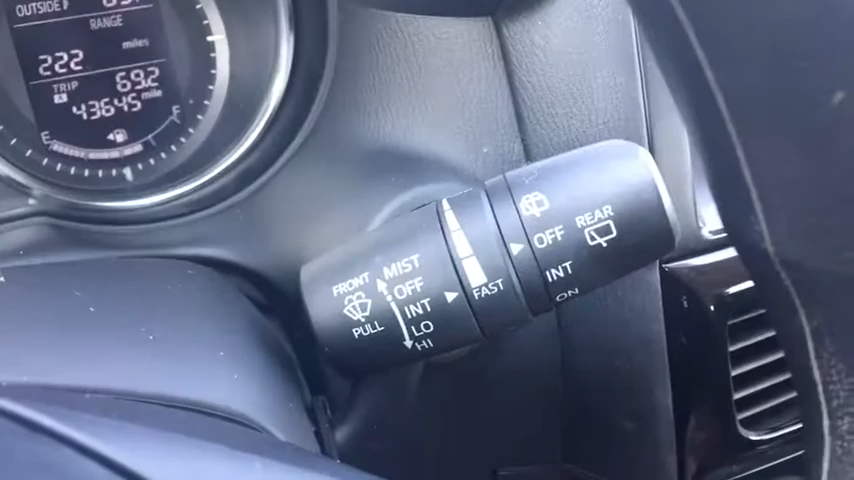 OUTSIDE
RANGE
miles
222
TRIP
A
69.2
43645 mile
E
F
FRONT
PULL
MIST
OFF
INT
LO
HI
FAST
OFF
INT
ON
REAR